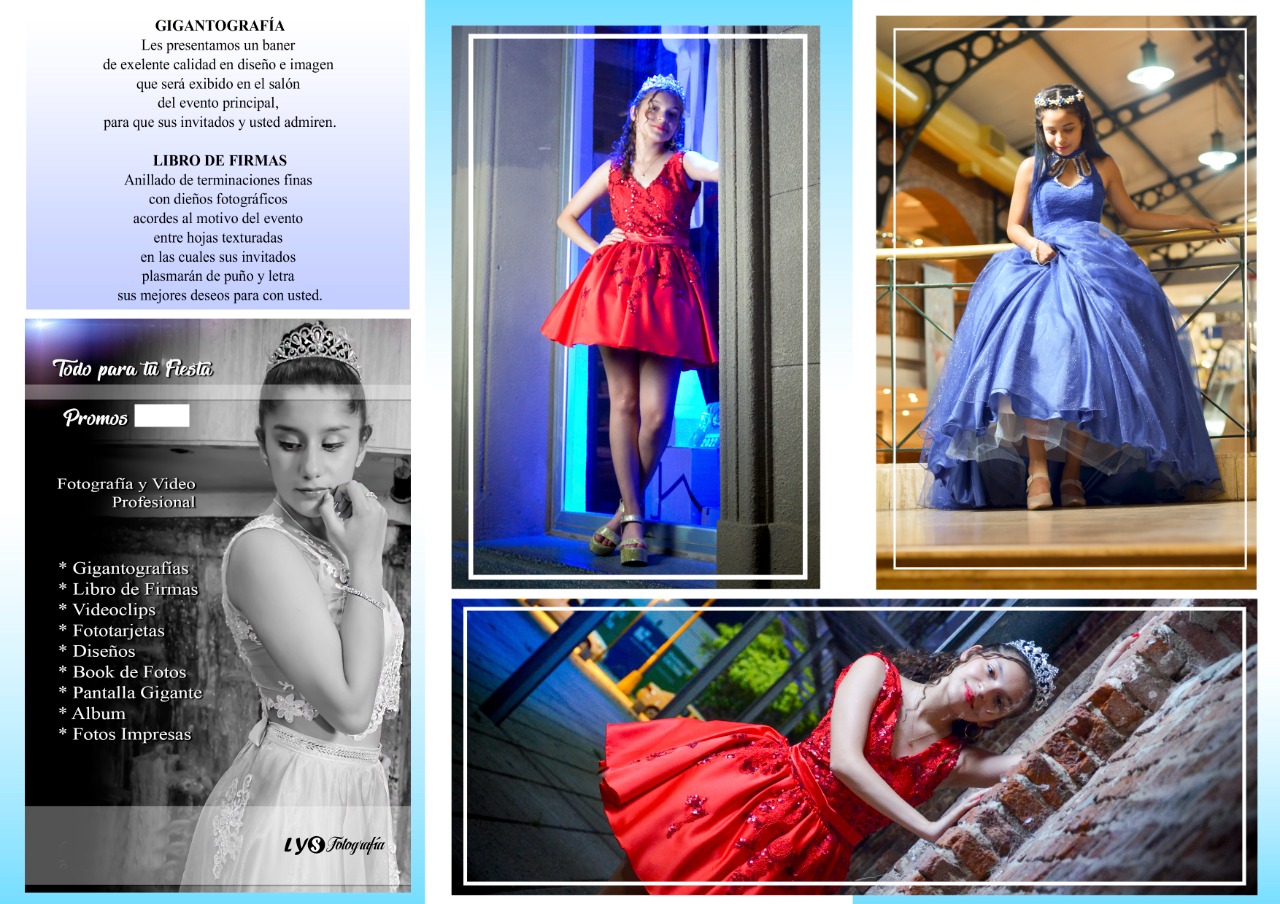 GIGANTOGRAFÍA
Les presentamos un baner
de exelente calidad en diseño e imagen
que será exibido en el salón
del evento principal,
para que sus invitados y usted admiren.
LIBRO DE FIRMAS
Anillado de terminaciones finas
con dieños fotográficos
acordes al motivo del evento
entre hojas texturadas
en las cuales sus invitados
plasmarán de puño y letra
sus mejores deseos para con usted.
Todo para tu Fiesta
Promos
Fotografía y Video
Profesional
* Gigantografías
* Libro de Firmas
* Videoclips
* Fototarjetas
* Diseños
* Book de Fotos
* Pantalla Gigante
* Album
* Fotos Impresas
LyS Fotografía